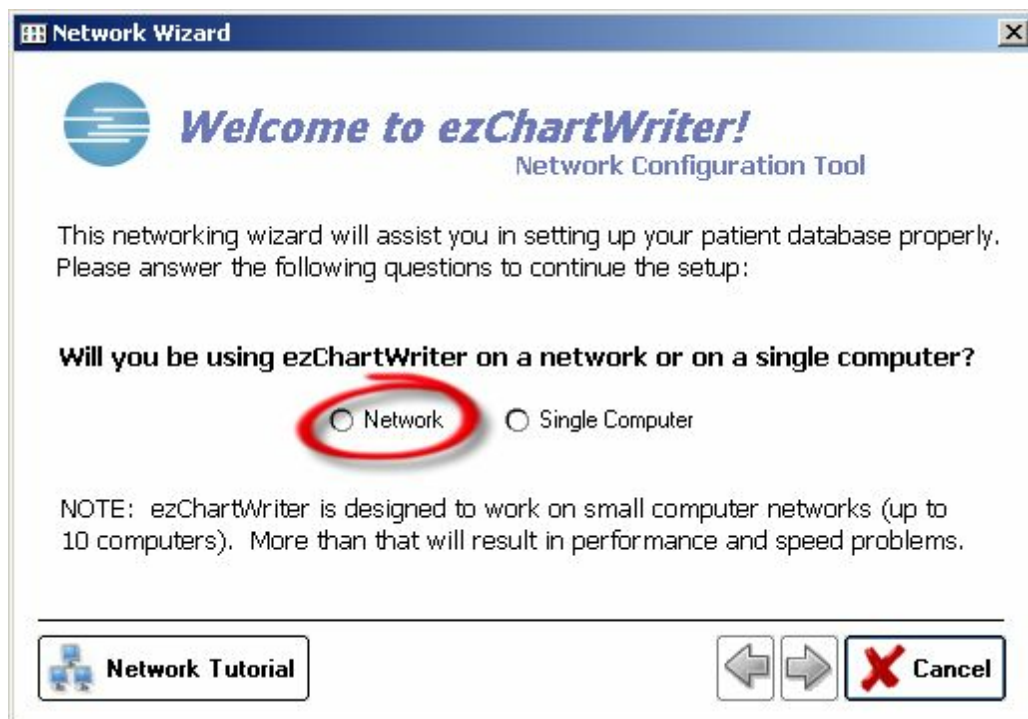 Network Wizard
Welcome to ezChartWriter!
Network Configuration Tool
This networking wizard will assist you in setting up your patient database properly.
Please answer the following questions to continue the setup:
Will you be using ezChartWriter on a network or on a single computer?
Network Single Computer
NOTE: ezChartWriter is designed to work on small computer networks (up to
10 computers). More than that will result in performance and speed problems.
Network Tutorial Cancel